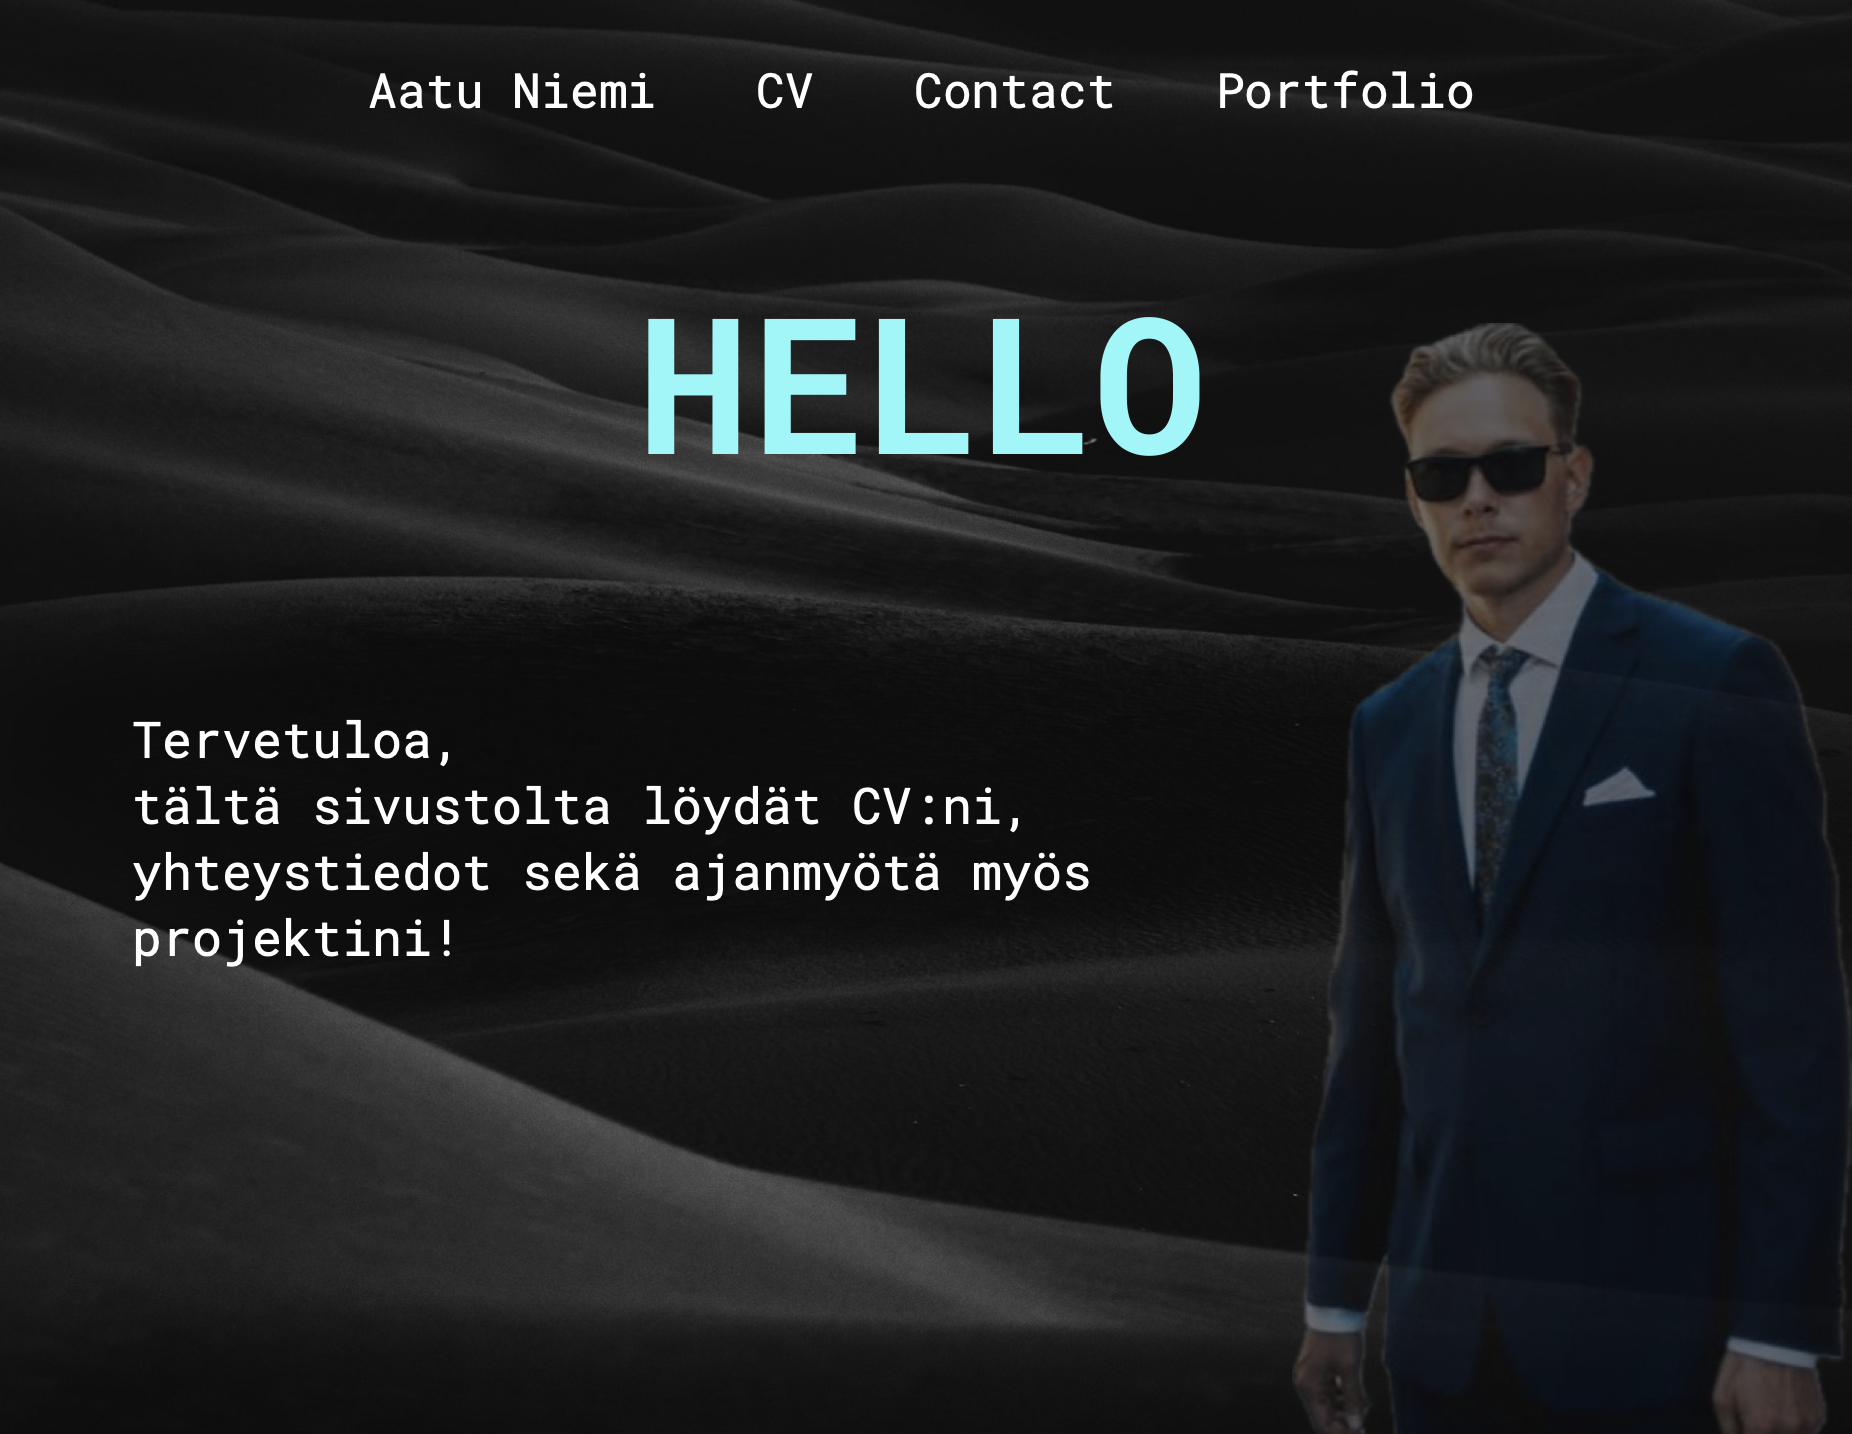 Aatu Niemi CV Contact Portfolio
HELLO
Tervetuloa,
tältä sivustolta löydät CV:ni,
yhteystiedot sekä ajanmyötä myös
projektini!